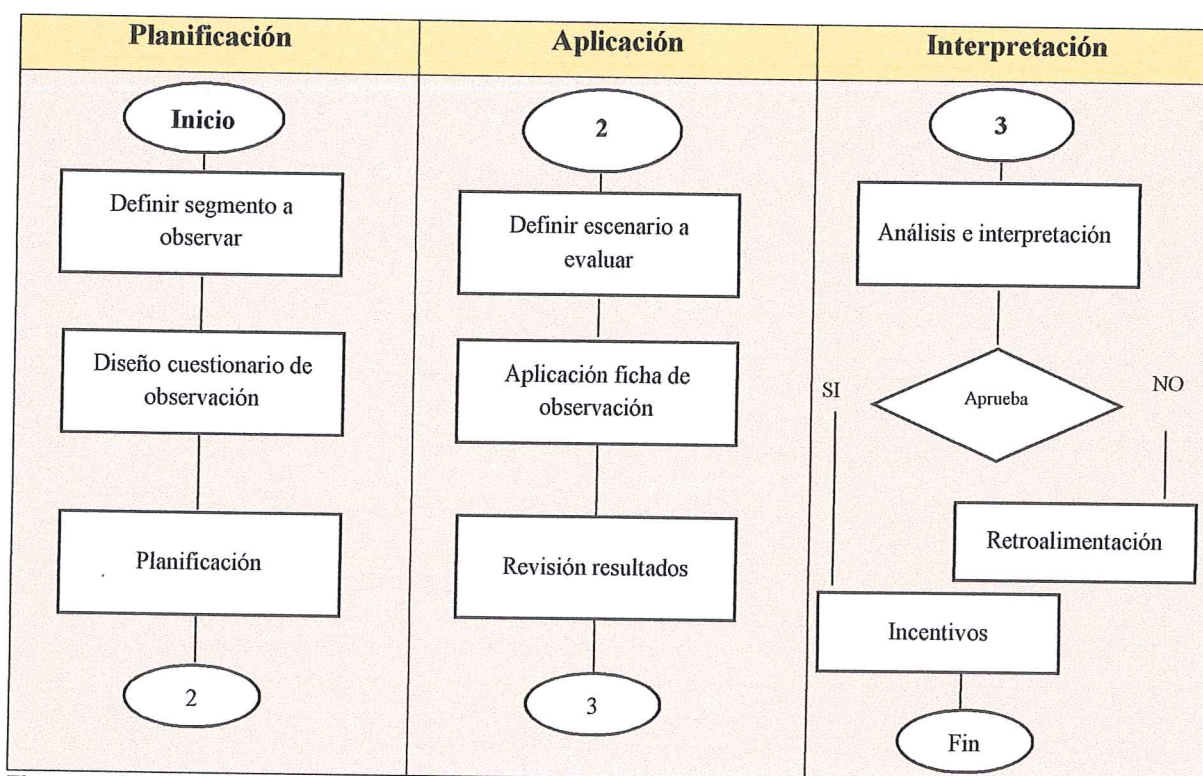 Planificación
Aplicación
Interpretación
Inicio
Definir segmento a
observar
Diseño cuestionario de
observación
Planificación
2
2
Definir escenario a
evaluar
Aplicación ficha de
observación
Revisión resultados
3
3
Análisis e interpretación
SI
Aprueba
NO
Retroalimentación
Incentivos
Fin